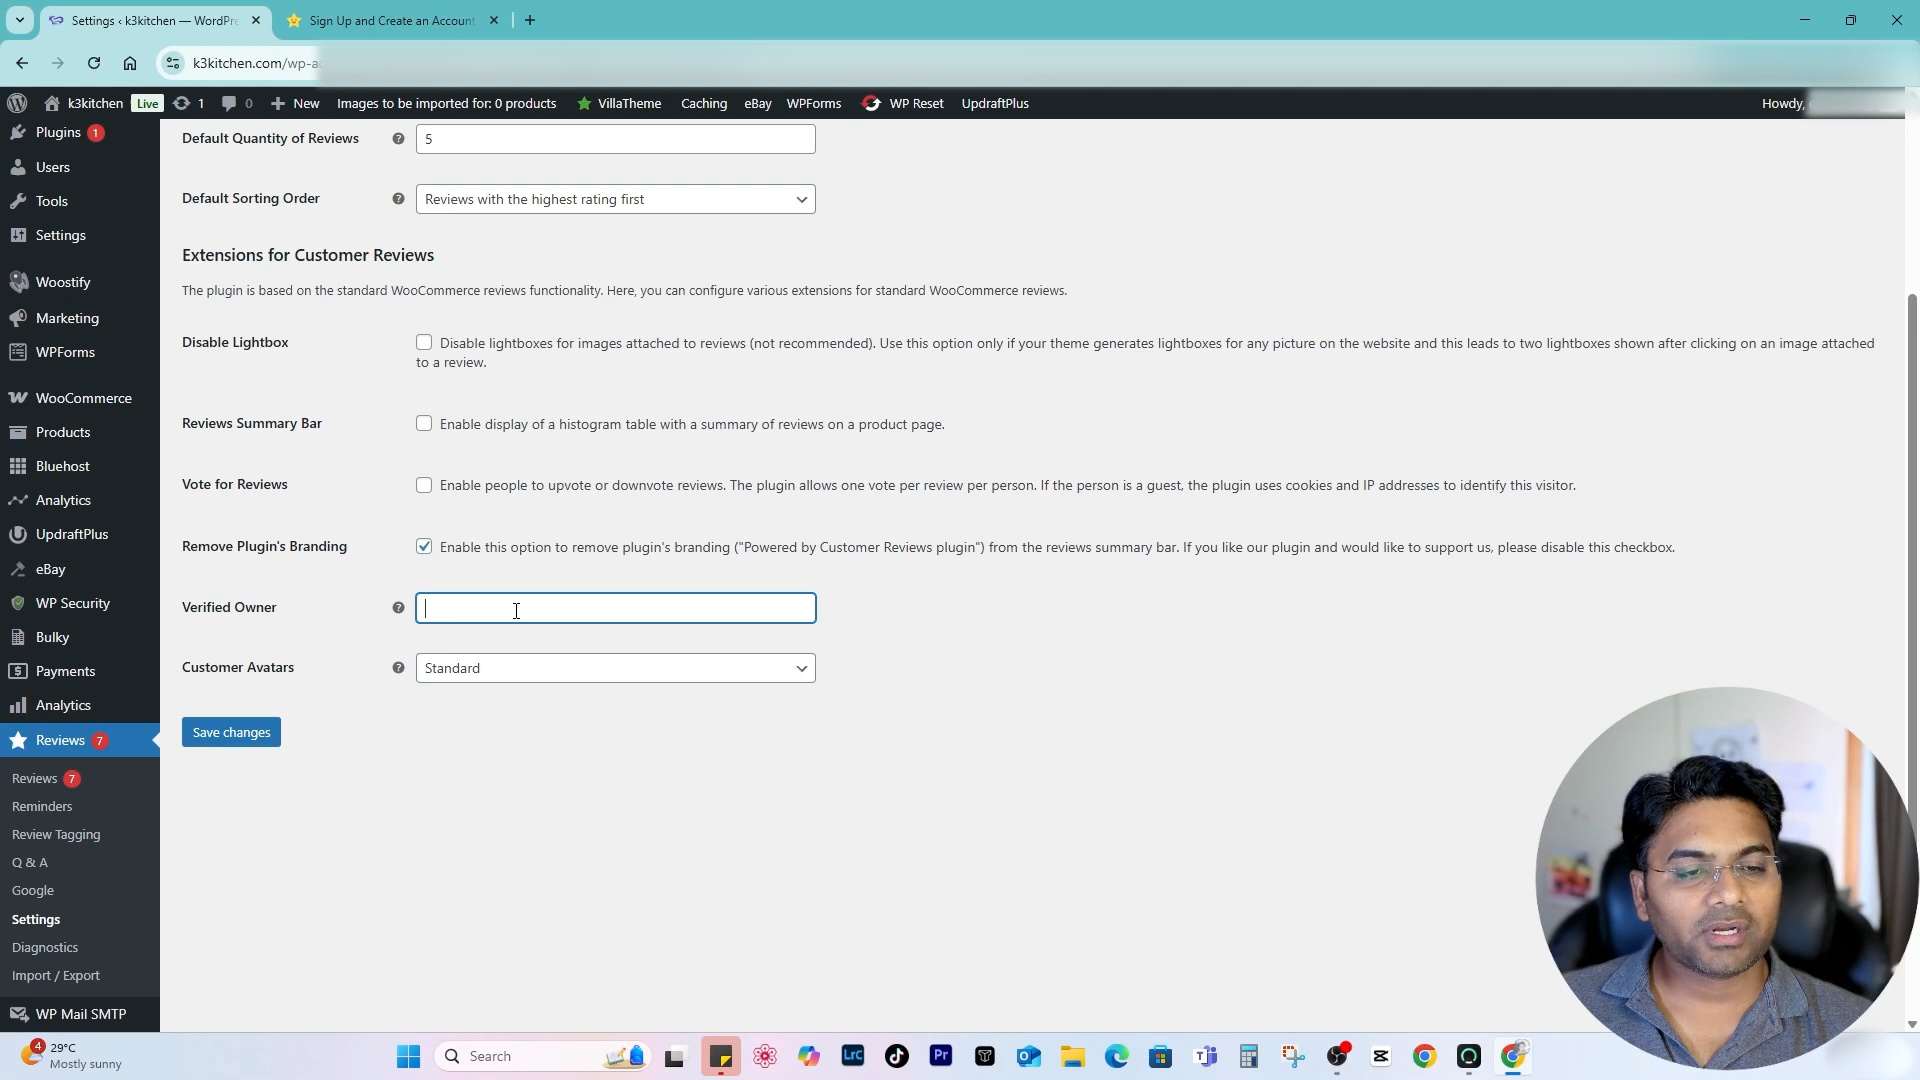 Settings ‹ k3kitchen — WordPre
Sign Up and Create an Account
k3kitchen.com/wp-a
k3kitchen
Live
1
0
New
Images to be imported for: 0 products
VillaTheme
Caching
eBay
WPForms
WP Reset
UpdraftPlus
Howdy,
Plugins 1
Users
Tools
Settings
Woostify
Marketing
WPForms
WooCommerce
Products
Bluehost
Analytics
UpdraftPlus
eBay
WP Security
Bulky
Payments
Analytics
Reviews 7
Reviews 7
Reminders
Review Tagging
Q & A
Google
Settings
Diagnostics
Import / Export
WP Mail SMTP
Default Quantity of Reviews
5
Default Sorting Order
Reviews with the highest rating first
Extensions for Customer Reviews
The plugin is based on the standard WooCommerce reviews functionality. Here, you can configure various extensions for standard WooCommerce reviews.
Disable Lightbox
Disable lightboxes for images attached to reviews (not recommended). Use this option only if your theme generates lightboxes for any picture on the website and this leads to two lightboxes shown after clicking on an image attached
to a review.
Reviews Summary Bar
Enable display of a histogram table with a summary of reviews on a product page.
Vote for Reviews
Enable people to upvote or downvote reviews. The plugin allows one vote per review per person. If the person is a guest, the plugin uses cookies and IP addresses to identify this visitor.
Remove Plugin's Branding
Enable this option to remove plugin's branding ("Powered by Customer Reviews plugin") from the reviews summary bar. If you like our plugin and would like to support us, please disable this checkbox.
Verified Owner
Customer Avatars
Standard
Save changes
4
29°C
Mostly sunny
Search
LrC
Pr